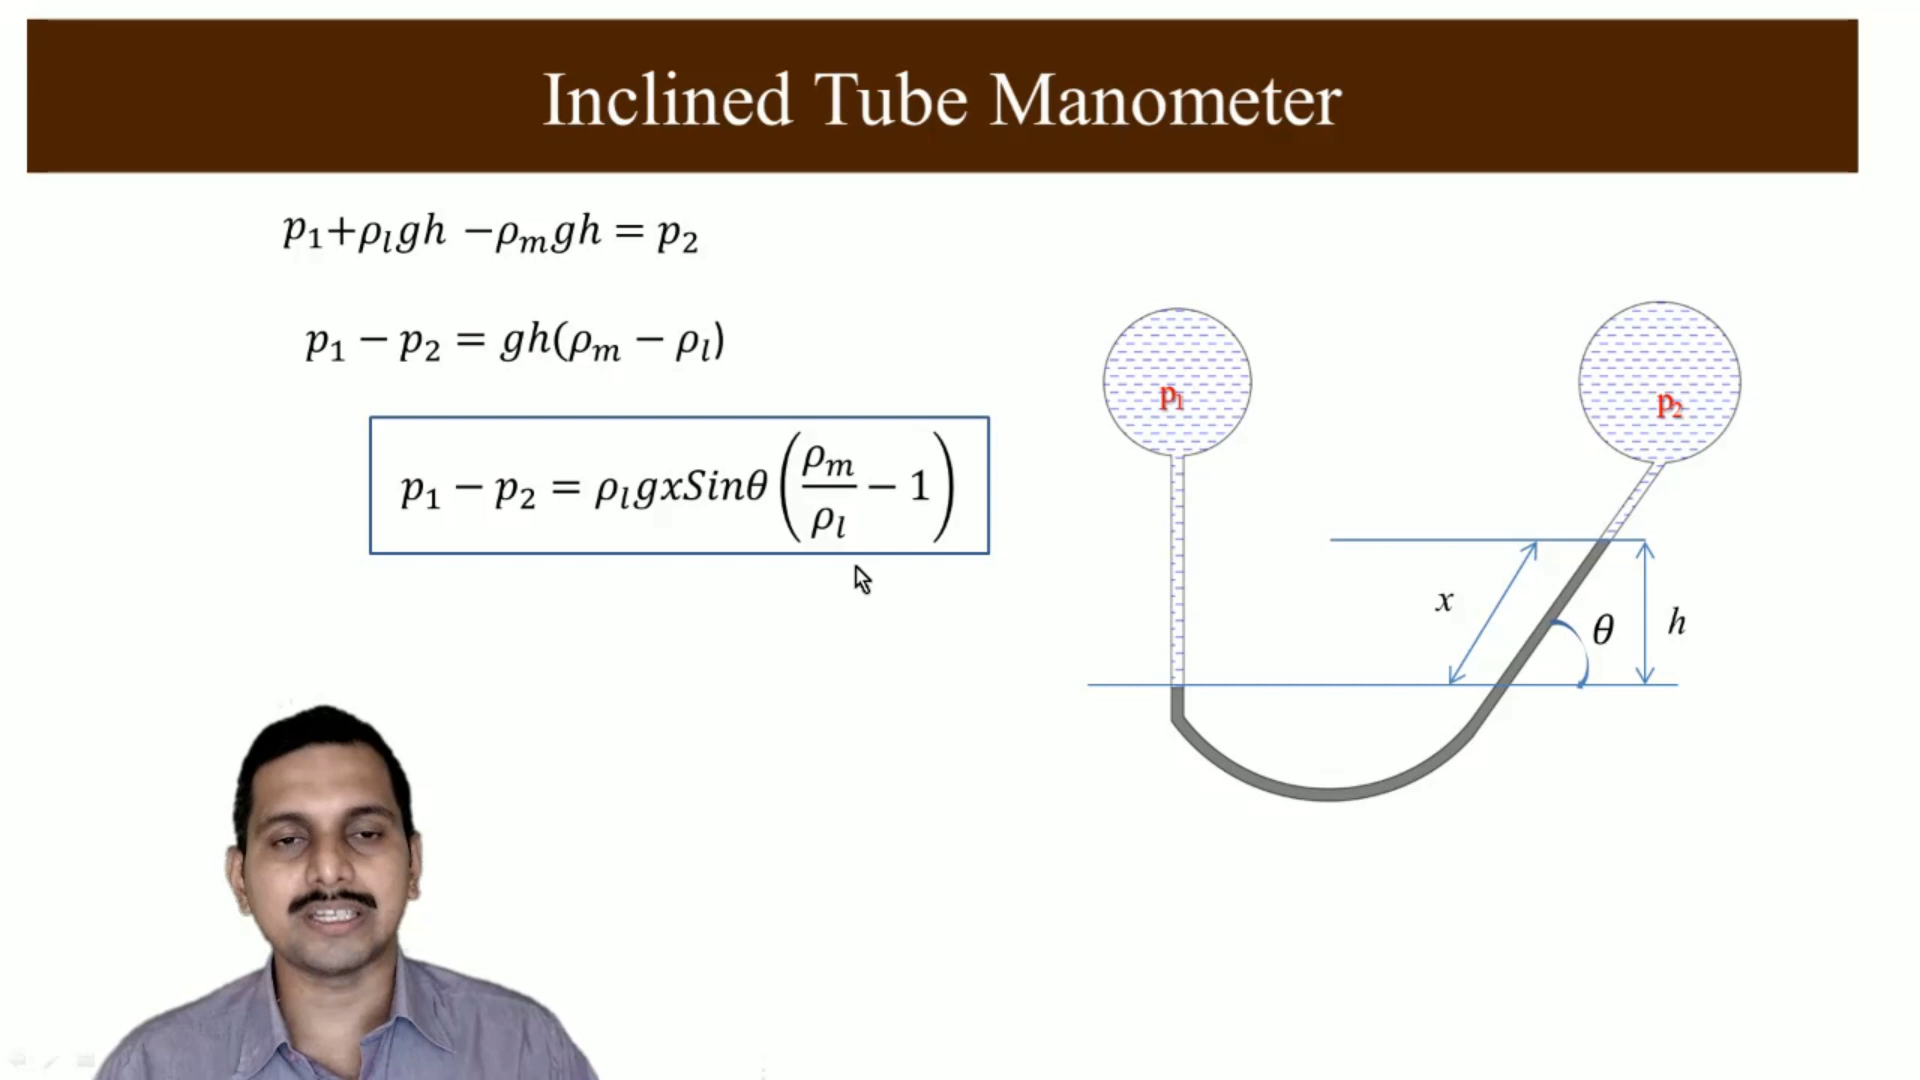 Inclined Tube Manometer
p₁+ρₗgh −ρₘgh = p₂
p₁ − p₂ = gh(ρₘ − ρₗ)
p₁ − p₂ = ρₗgxSinθ (ρₘ/ρₗ − 1)
p₁
p₂
x
θ
h